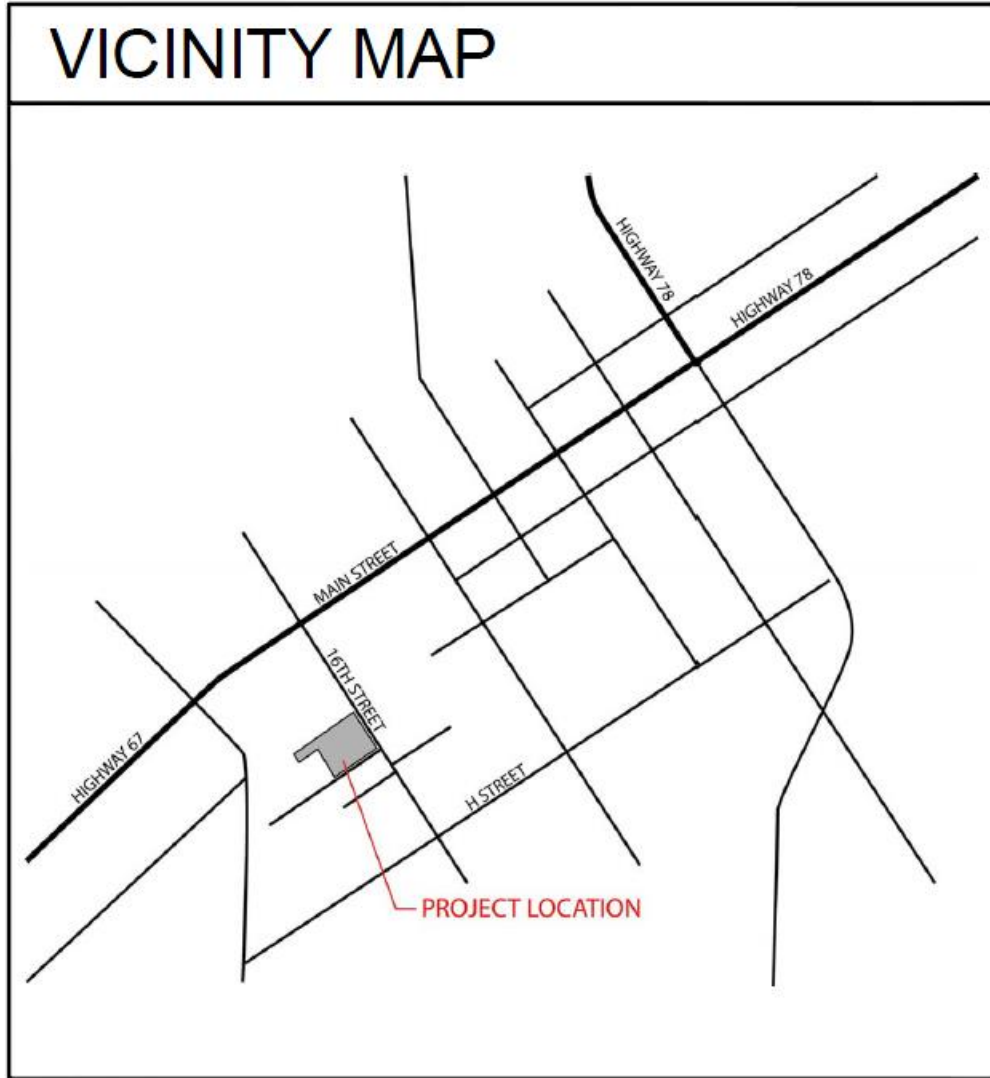 VICINITY MAP
HIGHWAY 78
HIGHWAY 78
MAIN STREET
16TH STREET
HIGHWAY 67
H STREET
PROJECT LOCATION